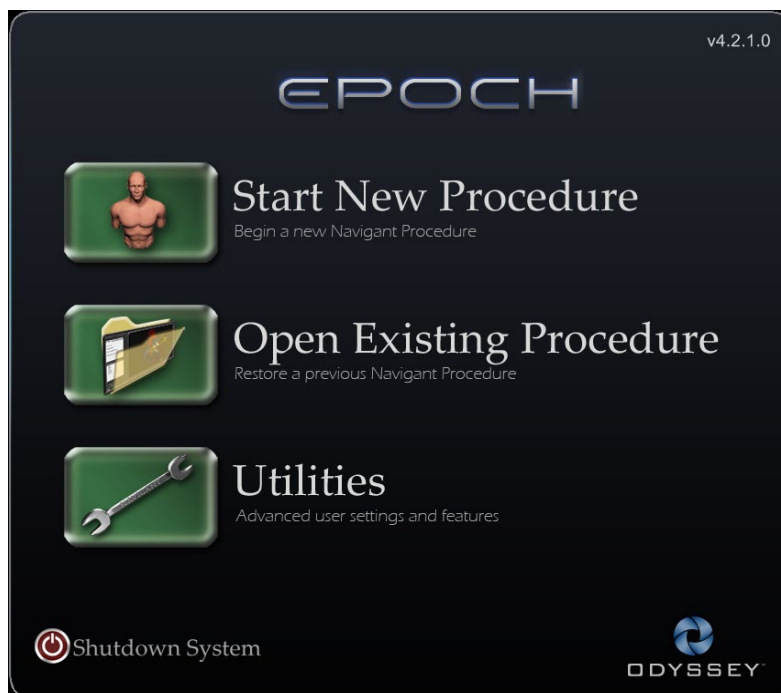 v4.2.1.0
EPOCH
Start New Procedure
Begin a new Navigant Procedure
Open Existing Procedure
Restore a previous Navigant Procedure
Utilities
Advanced user settings and features
Shutdown System
ODYSSEY